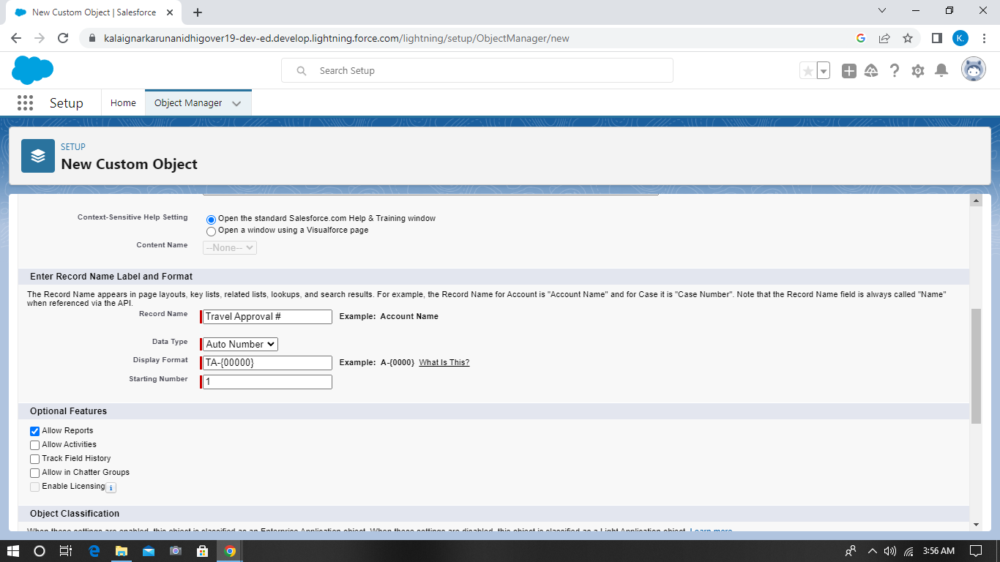 New Custom Object | Salesforce
kalaignarkarunanidhigover19-dev-ed.develop.lightning.force.com/lightning/setup/ObjectManager/new
K.
Search Setup
Setup
Home
Object Manager
SETUP
New Custom Object
Context-Sensitive Help Setting
Open the standard Salesforce.com Help & Training window
Open a window using a Visualforce page
Content Name
--None--
Enter Record Name Label and Format
The Record Name appears in page layouts, key lists, related lists, lookups, and search results. For example, the Record Name for Account is "Account Name" and for Case it is "Case Number". Note that the Record Name field is always called "Name"
when referenced via the API.
Record Name Travel Approval # Example: Account Name
Data Type Auto Number
Display Format TA-{00000} Example: A-{0000} What Is This?
Starting Number 1
Optional Features
Allow Reports
Allow Activities
Track Field History
Allow in Chatter Groups
Enable Licensing i
Object Classification
When these settings are enabled, this object is classified as an Enterprise Application object. When these settings are disabled, this object is classified as a Light Application object. Learn more
3:56 AM